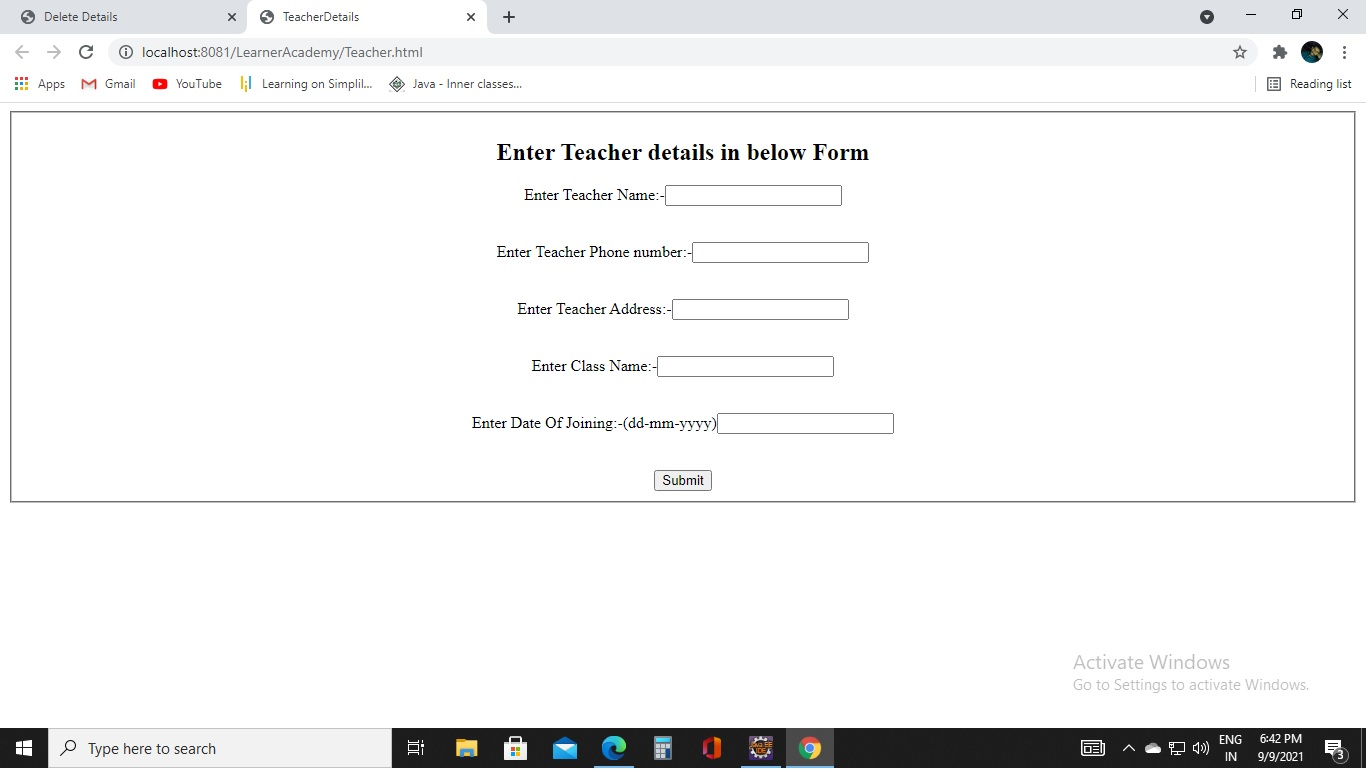 Delete Details
TeacherDetails
localhost:8081/LearnerAcademy/Teacher.html
Apps
Gmail
YouTube
Learning on Simplil...
Java - Inner classes...
Reading list
Enter Teacher details in below Form
Enter Teacher Name:-
Enter Teacher Phone number:-
Enter Teacher Address:-
Enter Class Name:-
Enter Date Of Joining:-(dd-mm-yyyy)
Submit
Activate Windows
Go to Settings to activate Windows.
Type here to search
ENG
IN
6:42 PM
9/9/2021
3